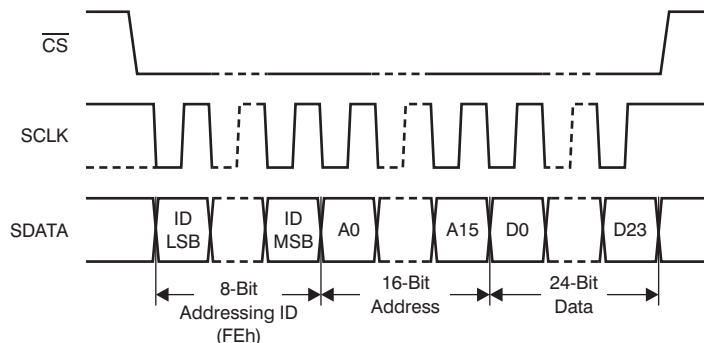 CS
SCLK
SDATA
ID
LSB
ID
MSB
A0
A15
D0
D23
8-Bit
Addressing ID
(FEh)
16-Bit
Address
24-Bit
Data